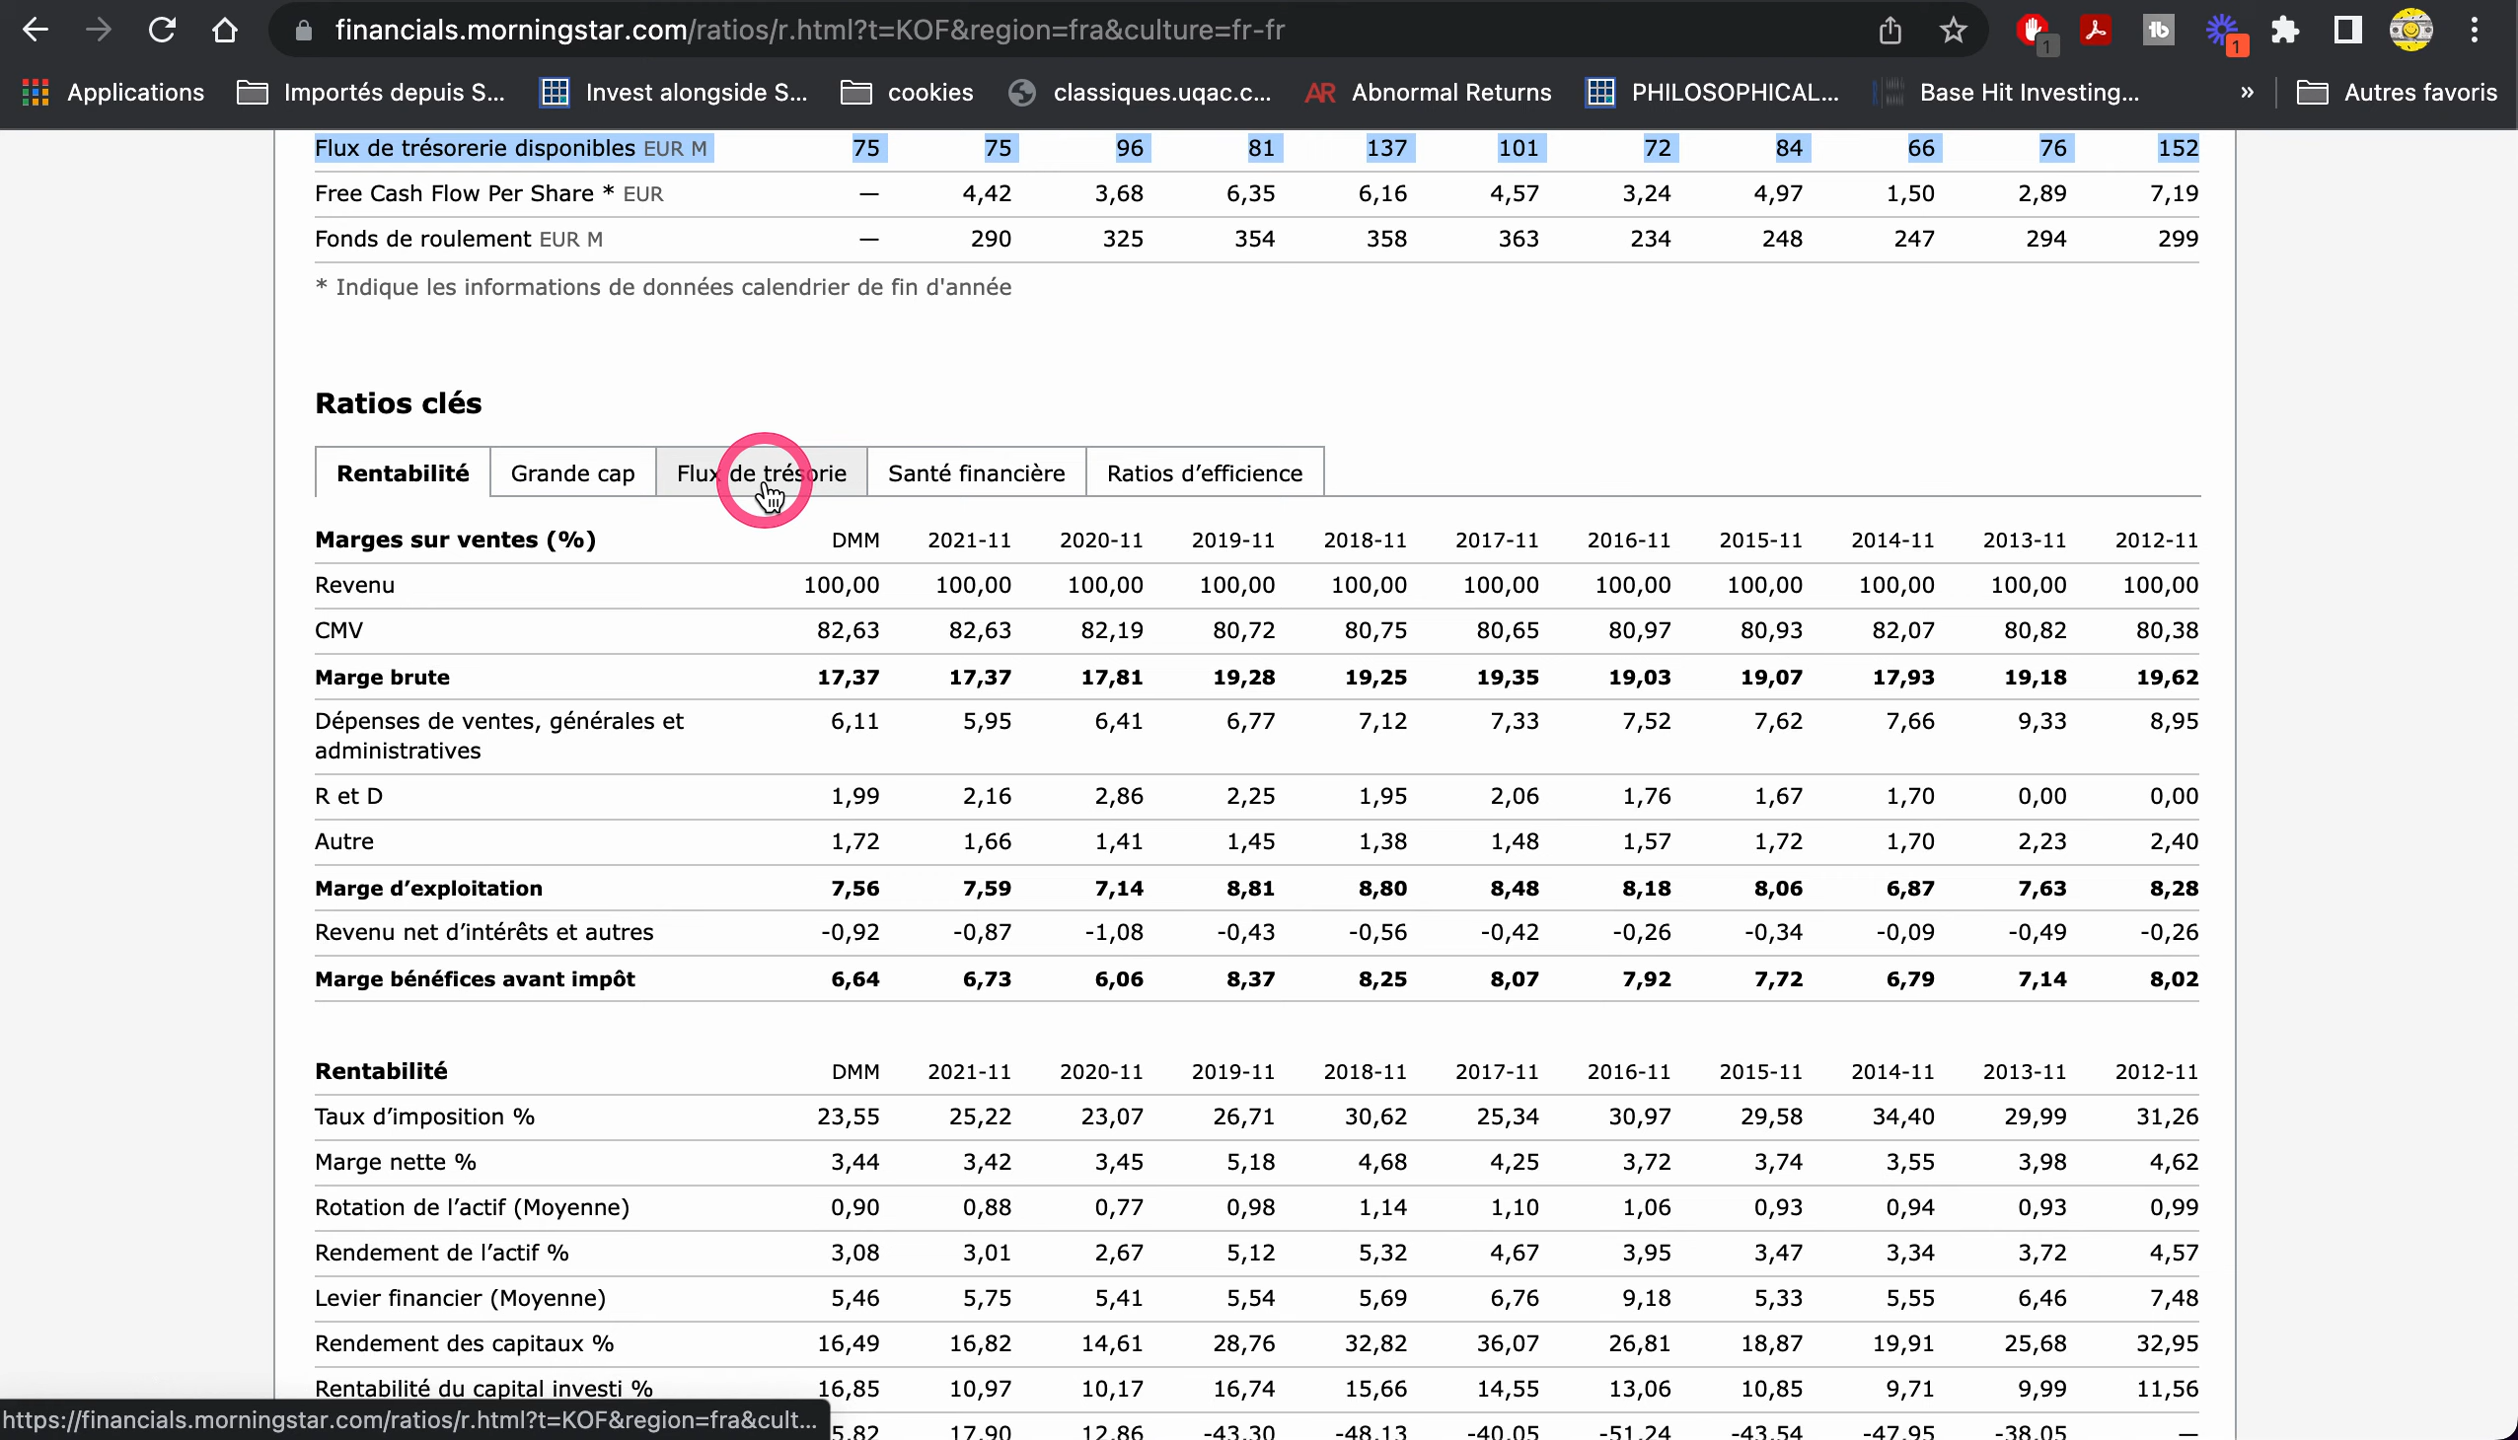 financials.morningstar.com/ratios/r.html?t=KOF&region=fra&culture=fr-fr
1
1
Applications
Importés depuis S...
Invest alongside S...
cookies
classiques.uqac.c...
AR Abnormal Returns
PHILOSOPHICAL...
Base Hit Investing...
»
Autres favoris
Flux de trésorerie disponibles EUR M 75 75 96 81 137 101 72 84 66 76 152
Free Cash Flow Per Share * EUR — 4,42 3,68 6,35 6,16 4,57 3,24 4,97 1,50 2,89 7,19
Fonds de roulement EUR M — 290 325 354 358 363 234 248 247 294 299
* Indique les informations de données calendrier de fin d'année
Ratios clés
Rentabilité Grande cap Flux de trésorie Santé financière Ratios d’efficience
Marges sur ventes (%) DMM 2021-11 2020-11 2019-11 2018-11 2017-11 2016-11 2015-11 2014-11 2013-11 2012-11
Revenu 100,00 100,00 100,00 100,00 100,00 100,00 100,00 100,00 100,00 100,00 100,00
CMV 82,63 82,63 82,19 80,72 80,75 80,65 80,97 80,93 82,07 80,82 80,38
Marge brute 17,37 17,37 17,81 19,28 19,25 19,35 19,03 19,07 17,93 19,18 19,62
Dépenses de ventes, générales et 6,11 5,95 6,41 6,77 7,12 7,33 7,52 7,62 7,66 9,33 8,95
administratives
R et D 1,99 2,16 2,86 2,25 1,95 2,06 1,76 1,67 1,70 0,00 0,00
Autre 1,72 1,66 1,41 1,45 1,38 1,48 1,57 1,72 1,70 2,23 2,40
Marge d’exploitation 7,56 7,59 7,14 8,81 8,80 8,48 8,18 8,06 6,87 7,63 8,28
Revenu net d’intérêts et autres -0,92 -0,87 -1,08 -0,43 -0,56 -0,42 -0,26 -0,34 -0,09 -0,49 -0,26
Marge bénéfices avant impôt 6,64 6,73 6,06 8,37 8,25 8,07 7,92 7,72 6,79 7,14 8,02
Rentabilité DMM 2021-11 2020-11 2019-11 2018-11 2017-11 2016-11 2015-11 2014-11 2013-11 2012-11
Taux d’imposition % 23,55 25,22 23,07 26,71 30,62 25,34 30,97 29,58 34,40 29,99 31,26
Marge nette % 3,44 3,42 3,45 5,18 4,68 4,25 3,72 3,74 3,55 3,98 4,62
Rotation de l’actif (Moyenne) 0,90 0,88 0,77 0,98 1,14 1,10 1,06 0,93 0,94 0,93 0,99
Rendement de l’actif % 3,08 3,01 2,67 5,12 5,32 4,67 3,95 3,47 3,34 3,72 4,57
Levier financier (Moyenne) 5,46 5,75 5,41 5,54 5,69 6,76 9,18 5,33 5,55 6,46 7,48
Rendement des capitaux % 16,49 16,82 14,61 28,76 32,82 36,07 26,81 18,87 19,91 25,68 32,95
Rentabilité du capital investi % 16,85 10,97 10,17 16,74 15,66 14,55 13,06 10,85 9,71 9,99 11,56
https://financials.morningstar.com/ratios/r.html?t=KOF&region=fra&cult...
5,82 17,90 12,86 -43,30 -48,13 -40,05 -51,24 -43,54 -47,95 -38,05 —